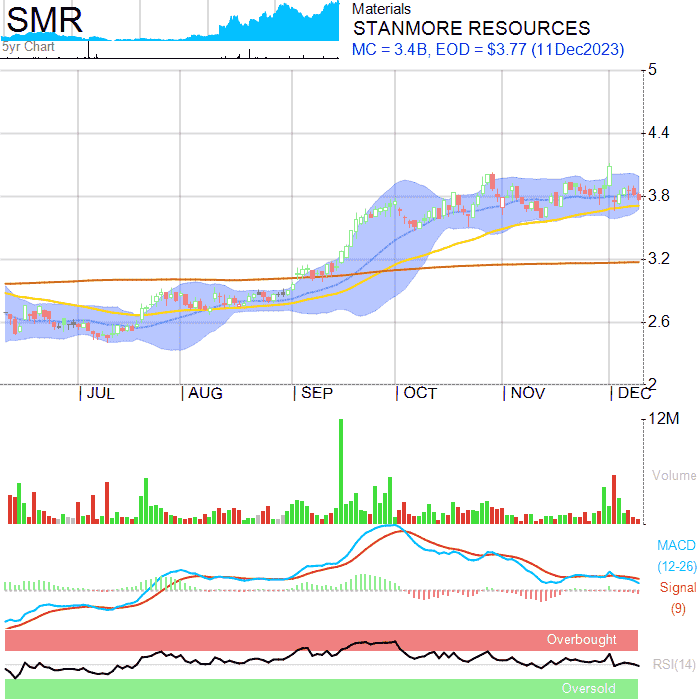 SMR
5yr Chart
Materials
STANMORE RESOURCES
MC = 3.4B, EOD = $3.77 (11Dec2023)
5
4.4
3.8
3.2
2.6
2
JUL AUG SEP OCT NOV DEC
12M
Volume
MACD
(12-26)
Signal
(9)
Overbought
RSI(14)
Oversold